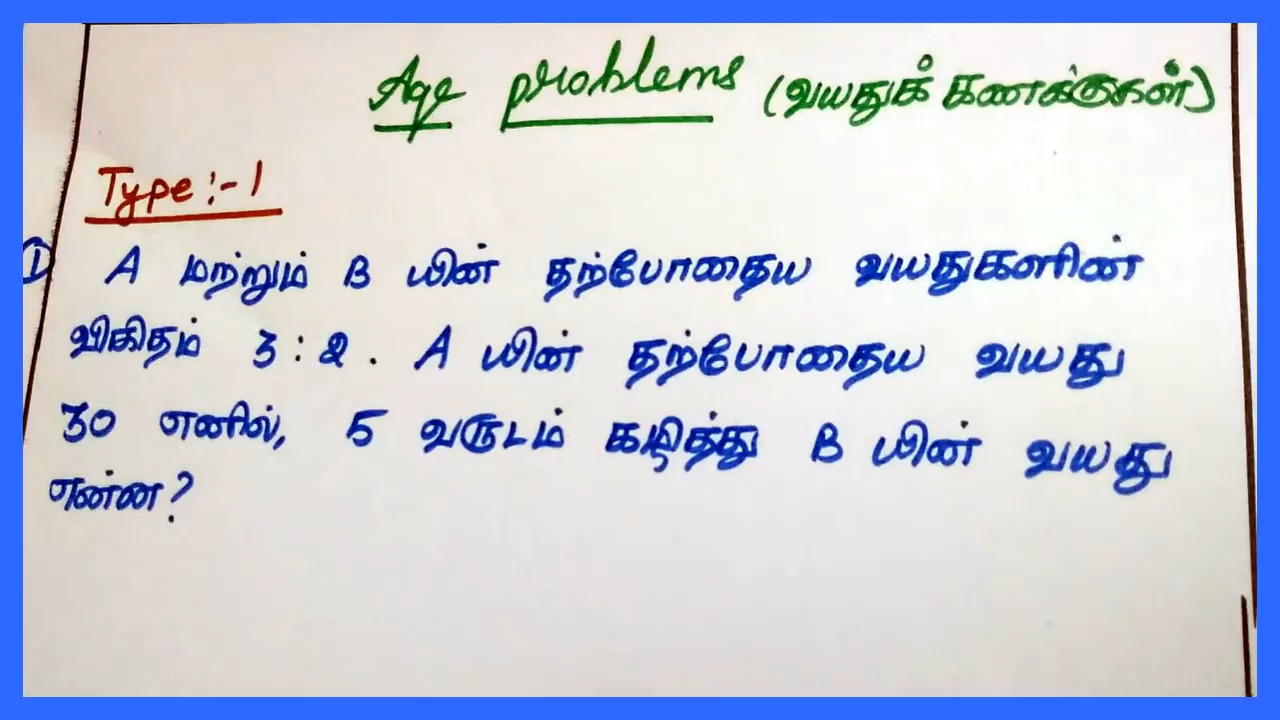 Age problems (வயதுக் கணக்குகள்)
Type:-1
1) A மற்றும் B யின் தற்போதைய வயதுகளின்
விகிதம் 3:2. A யின் தற்போதைய வயது
30 எனில், 5 வருடம் கழித்து B யின் வயது
என்ன?